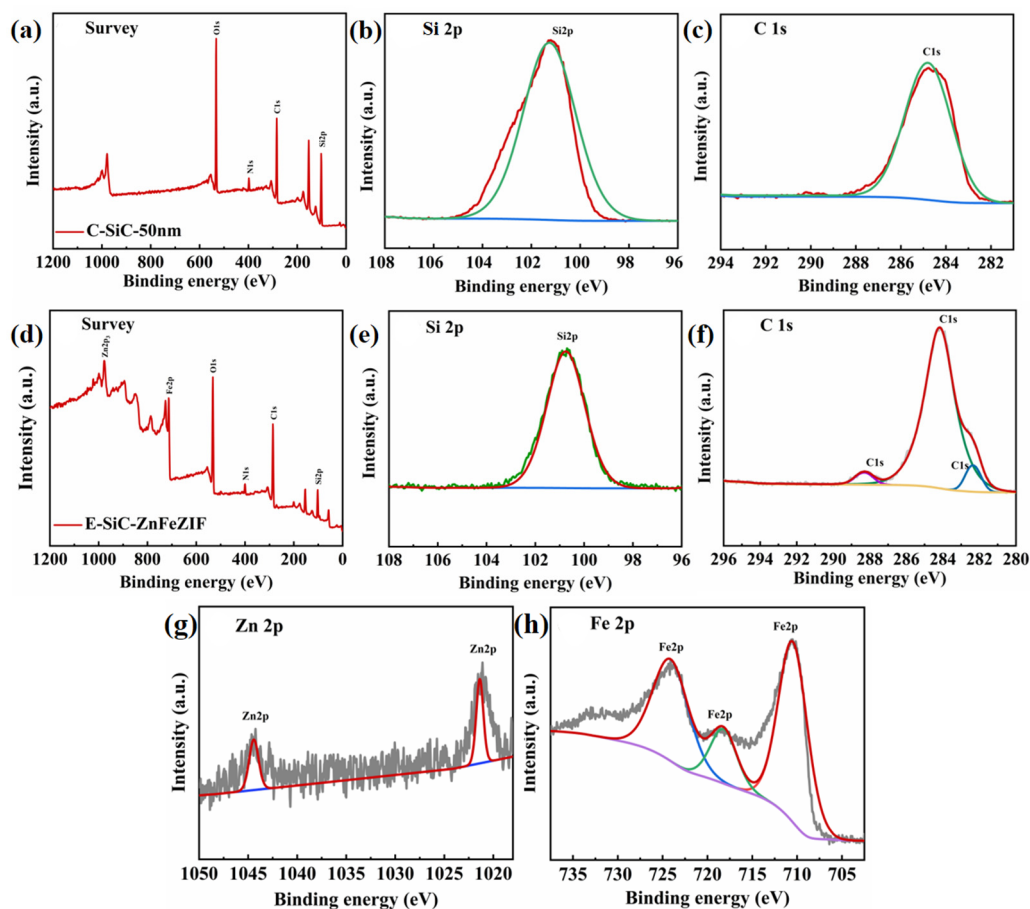 (a)
Survey
O1s
C1s
Si2p
N1s
C-SiC-50nm
Intensity (a.u.)
1200 1000 800 600 400 200 0
Binding energy (eV)
(b)
Si 2p
Si2p
Intensity (a.u.)
108 106 104 102 100 98 96
Binding energy (eV)
(c)
C 1s
C1s
Intensity (a.u.)
294 292 290 288 286 284 282
Binding energy (eV)
(d)
Survey
Zn2p3
Fe2p
O1s
C1s
N1s
Si2p
E-SiC-ZnFeZIF
Intensity (a.u.)
1200 1000 800 600 400 200 0
Binding energy (eV)
(e)
Si 2p
Si2p
Intensity (a.u.)
108 106 104 102 100 98 96
Binding energy (eV)
(f)
C 1s
C1s
C1s
C1s
Intensity (a.u.)
296 294 292 290 288 286 284 282 280
Binding energy (eV)
(g)
Zn 2p
Zn2p
Zn2p
Intensity (a.u.)
1050 1045 1040 1035 1030 1025 1020
Binding energy (eV)
(h)
Fe 2p
Fe2p
Fe2p
Fe2p
Intensity (a.u.)
735 730 725 720 715 710 705
Binding energy (eV)